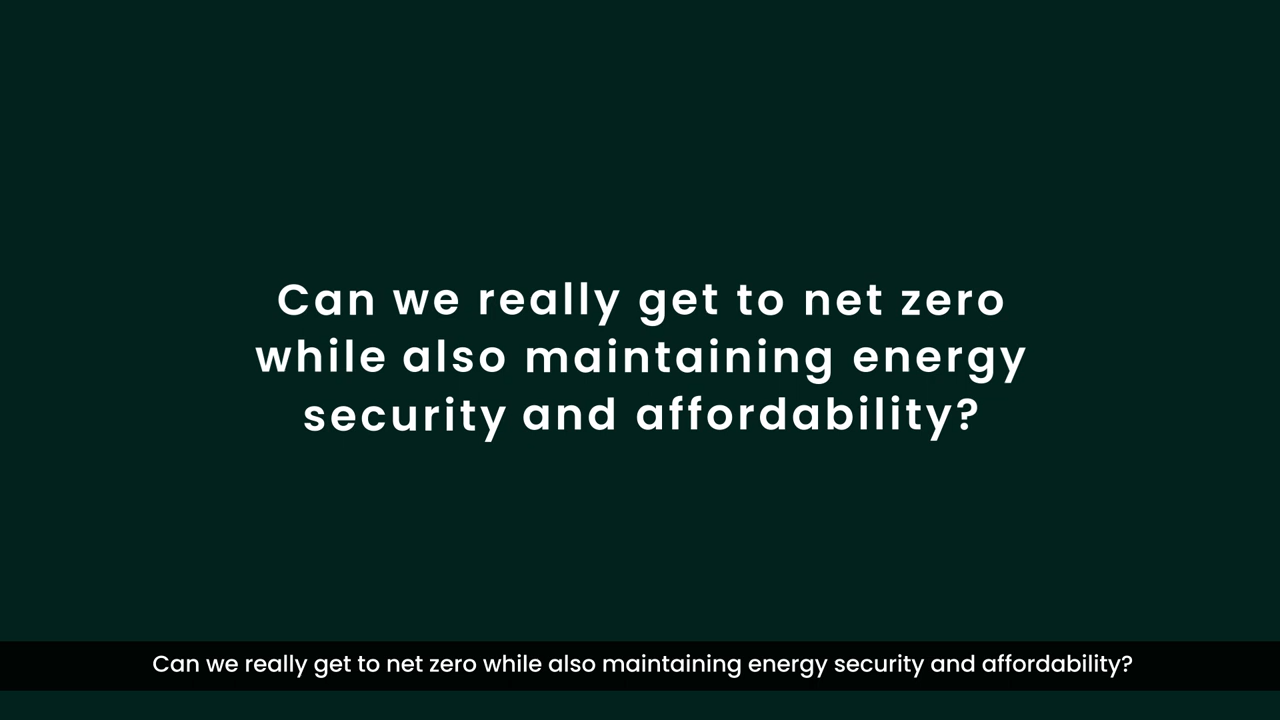 Can we really get to net zero
while also maintaining energy
security and affordability?
Can we really get to net zero while also maintaining energy security and affordability?